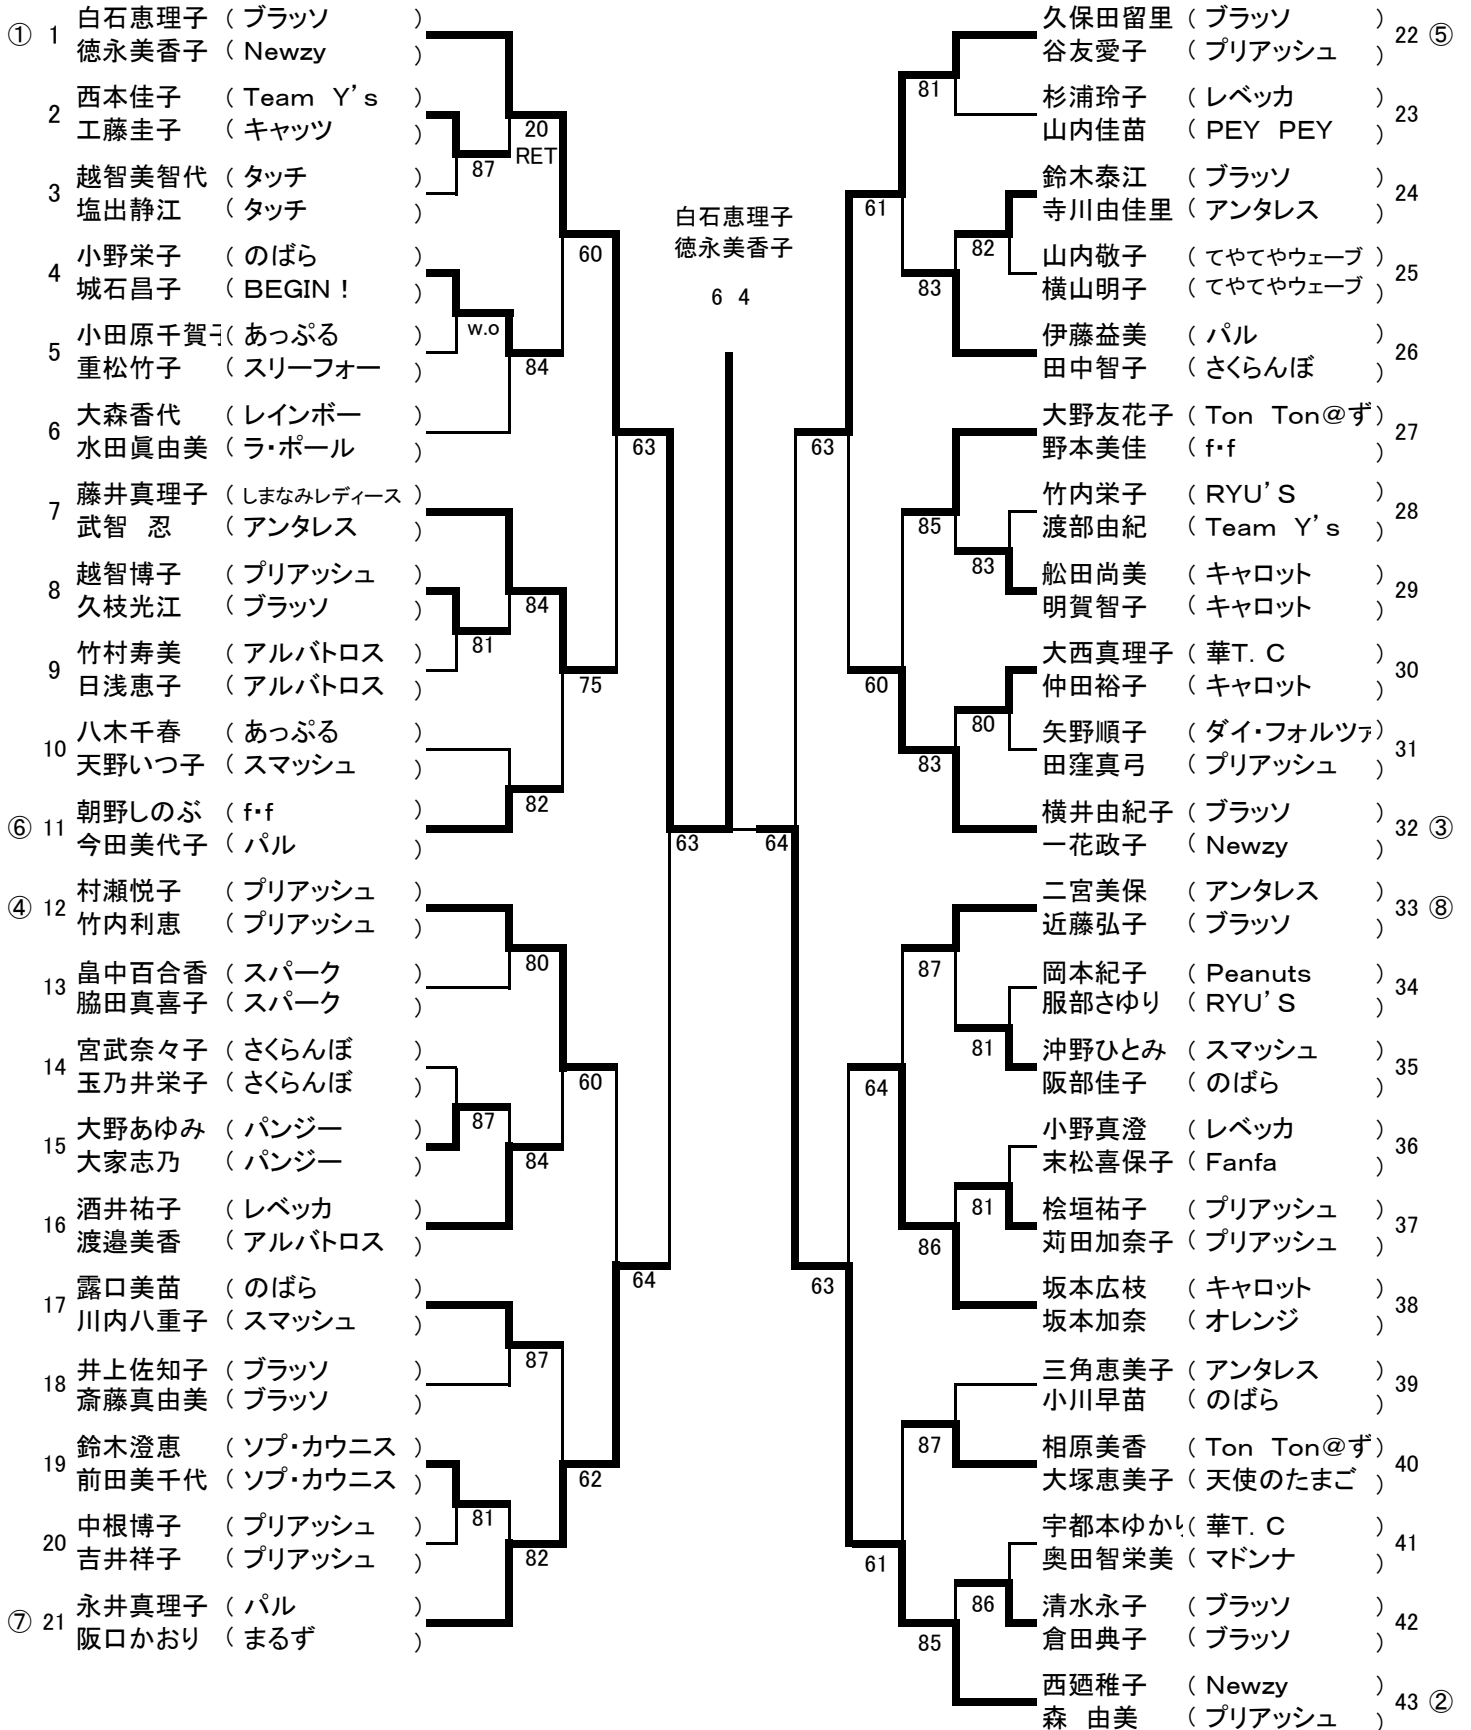 ① 1 白石恵理子 ( ブラッソ )
徳永美香子 ( Newzy )
2 西本佳子 ( Team Y's )
工藤圭子 ( キャッツ )
20
RET
87
3 越智美智代 ( タッチ )
塩出静江 ( タッチ )
4 小野栄子 ( のばら )
城石昌子 ( BEGIN! )
60
w.o
5 小田原千賀子 ( あっぷる )
重松竹子 ( スリーフォー )
84
6 大森香代 ( レインボー )
水田眞由美 ( ラ・ポール )
63
7 藤井真理子 ( しまなみレディース )
武智 忍 ( アンタレス )
8 越智博子 ( プリアッシュ )
久枝光江 ( ブラッソ )
84
81
9 竹村寿美 ( アルバトロス )
日浅恵子 ( アルバトロス )
75
10 八木千春 ( あっぷる )
天野いつ子 ( スマッシュ )
82
⑥ 11 朝野しのぶ ( f・f )
今田美代子 ( パル )
63
④ 12 村瀬悦子 ( プリアッシュ )
竹内利恵 ( プリアッシュ )
80
13 畠中百合香 ( スパーク )
脇田真喜子 ( スパーク )
14 宮武奈々子 ( さくらんぼ )
玉乃井栄子 ( さくらんぼ )
60
87
15 大野あゆみ ( パンジー )
大家志乃 ( パンジー )
84
16 酒井祐子 ( レベッカ )
渡邉美香 ( アルバトロス )
64
17 露口美苗 ( のばら )
川内八重子 ( スマッシュ )
87
18 井上佐知子 ( ブラッソ )
斎藤真由美 ( ブラッソ )
19 鈴木澄恵 ( ソプ・カウニス )
前田美千代 ( ソプ・カウニス )
62
81
20 中根博子 ( プリアッシュ )
吉井祥子 ( プリアッシュ )
82
⑦ 21 永井真理子 ( パル )
阪口かおり ( まるず )
白石恵理子
徳永美香子
6 4
久保田留里 ( ブラッソ ) 22 ⑤
谷友愛子 ( プリアッシュ )
81
杉浦玲子 ( レベッカ ) 23
山内佳苗 ( PEY PEY )
鈴木泰江 ( ブラッソ ) 24
寺川由佳里 ( アンタレス )
61
82
山内敬子 ( てやてやウェーブ ) 25
横山明子 ( てやてやウェーブ )
83
伊藤益美 ( パル ) 26
田中智子 ( さくらんぼ )
大野友花子 ( Ton Ton@ず ) 27
野本美佳 ( f・f )
63
竹内栄子 ( RYU'S ) 28
渡部由紀 ( Team Y's )
85
83
舩田尚美 ( キャロット ) 29
明賀智子 ( キャロット )
大西真理子 ( 華T.C ) 30
仲田裕子 ( キャロット )
60
80
矢野順子 ( ダイ・フォルツァ ) 31
田窪真弓 ( プリアッシュ )
83
横井由紀子 ( ブラッソ ) 32 ③
一花政子 ( Newzy )
64
二宮美保 ( アンタレス ) 33 ⑧
近藤弘子 ( ブラッソ )
87
岡本紀子 ( Peanuts ) 34
服部さゆり ( RYU'S )
81
沖野ひとみ ( スマッシュ ) 35
阪部佳子 ( のばら )
64
小野真澄 ( レベッカ ) 36
末松喜保子 ( Fanfa )
81
桧垣祐子 ( プリアッシュ ) 37
苅田加奈子 ( プリアッシュ )
86
坂本広枝 ( キャロット ) 38
坂本加奈 ( オレンジ )
63
三角恵美子 ( アンタレス ) 39
小川早苗 ( のばら )
87
相原美香 ( Ton Ton@ず ) 40
大塚恵美子 ( 天使のたまご )
宇都本ゆかり ( 華T.C ) 41
奥田智栄美 ( マドンナ )
61
86
清水永子 ( ブラッソ ) 42
倉田典子 ( ブラッソ )
85
西廼稚子 ( Newzy ) 43 ②
森 由美 ( プリアッシュ )